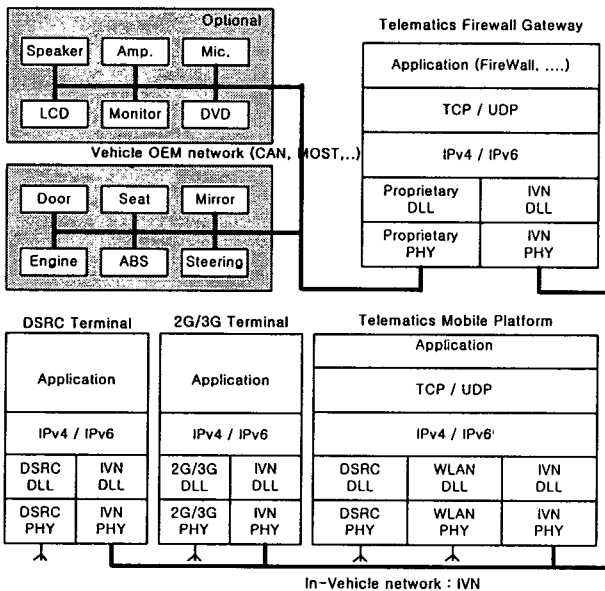 Optional
Speaker Amp. Mic.
LCD Monitor DVD
Vehicle OEM network (CAN, MOST,..)
Door Seat Mirror
Engine ABS Steering
Telematics Firewall Gateway
Application (FireWall, ....)
TCP / UDP
IPv4 / IPv6
Proprietary DLL IVN DLL
Proprietary PHY IVN PHY
DSRC Terminal
Application
IPv4 / IPv6
DSRC DLL IVN DLL
DSRC PHY IVN PHY
2G/3G Terminal
Application
IPv4 / IPv6
2G/3G DLL IVN DLL
2G/3G PHY IVN PHY
Telematics Mobile Platform
Application
TCP / UDP
IPv4 / IPv6
DSRC DLL WLAN DLL IVN DLL
DSRC PHY WLAN PHY IVN PHY
In-Vehicle network : IVN